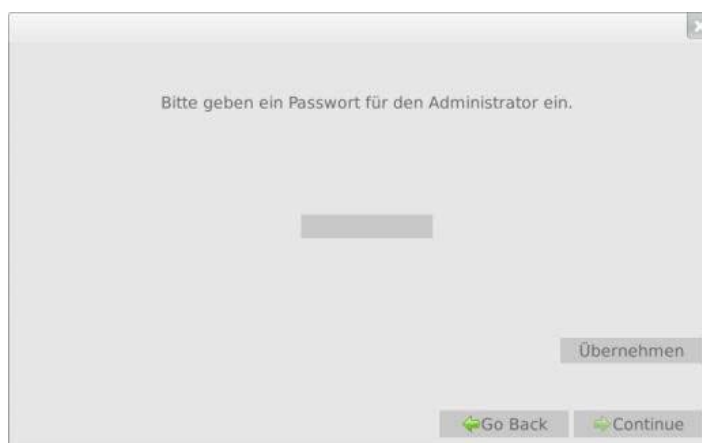 Bitte geben ein Passwort für den Administrator ein.
Übernehmen
Go Back
Continue